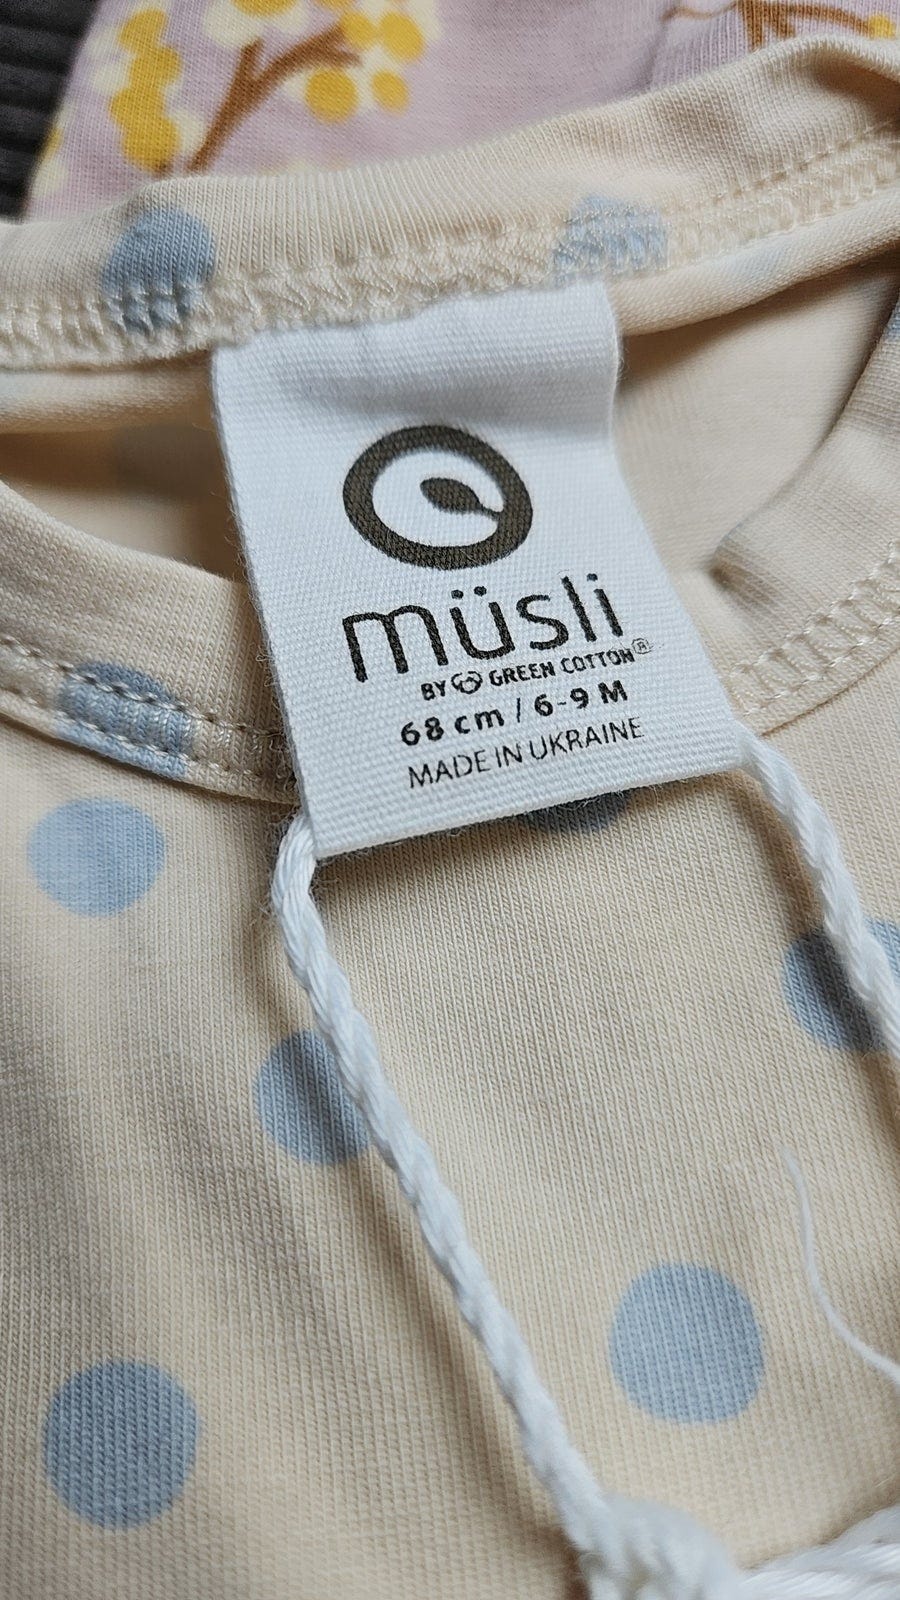 müsli
BY GREEN COTTON®
68 cm / 6-9 M
MADE IN UKRAINE